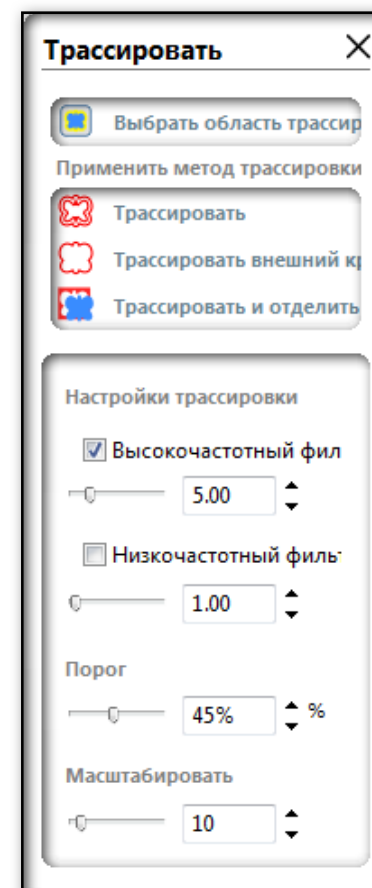 Трассировать
Выбрать область трассир
Применить метод трассировки
Трассировать
Трассировать внешний к
Трассировать и отделить
Настройки трассировки
Высокочастотный фил
5.00
Низкочастотный филь
1.00
Порог
45% %
Масштабировать
10